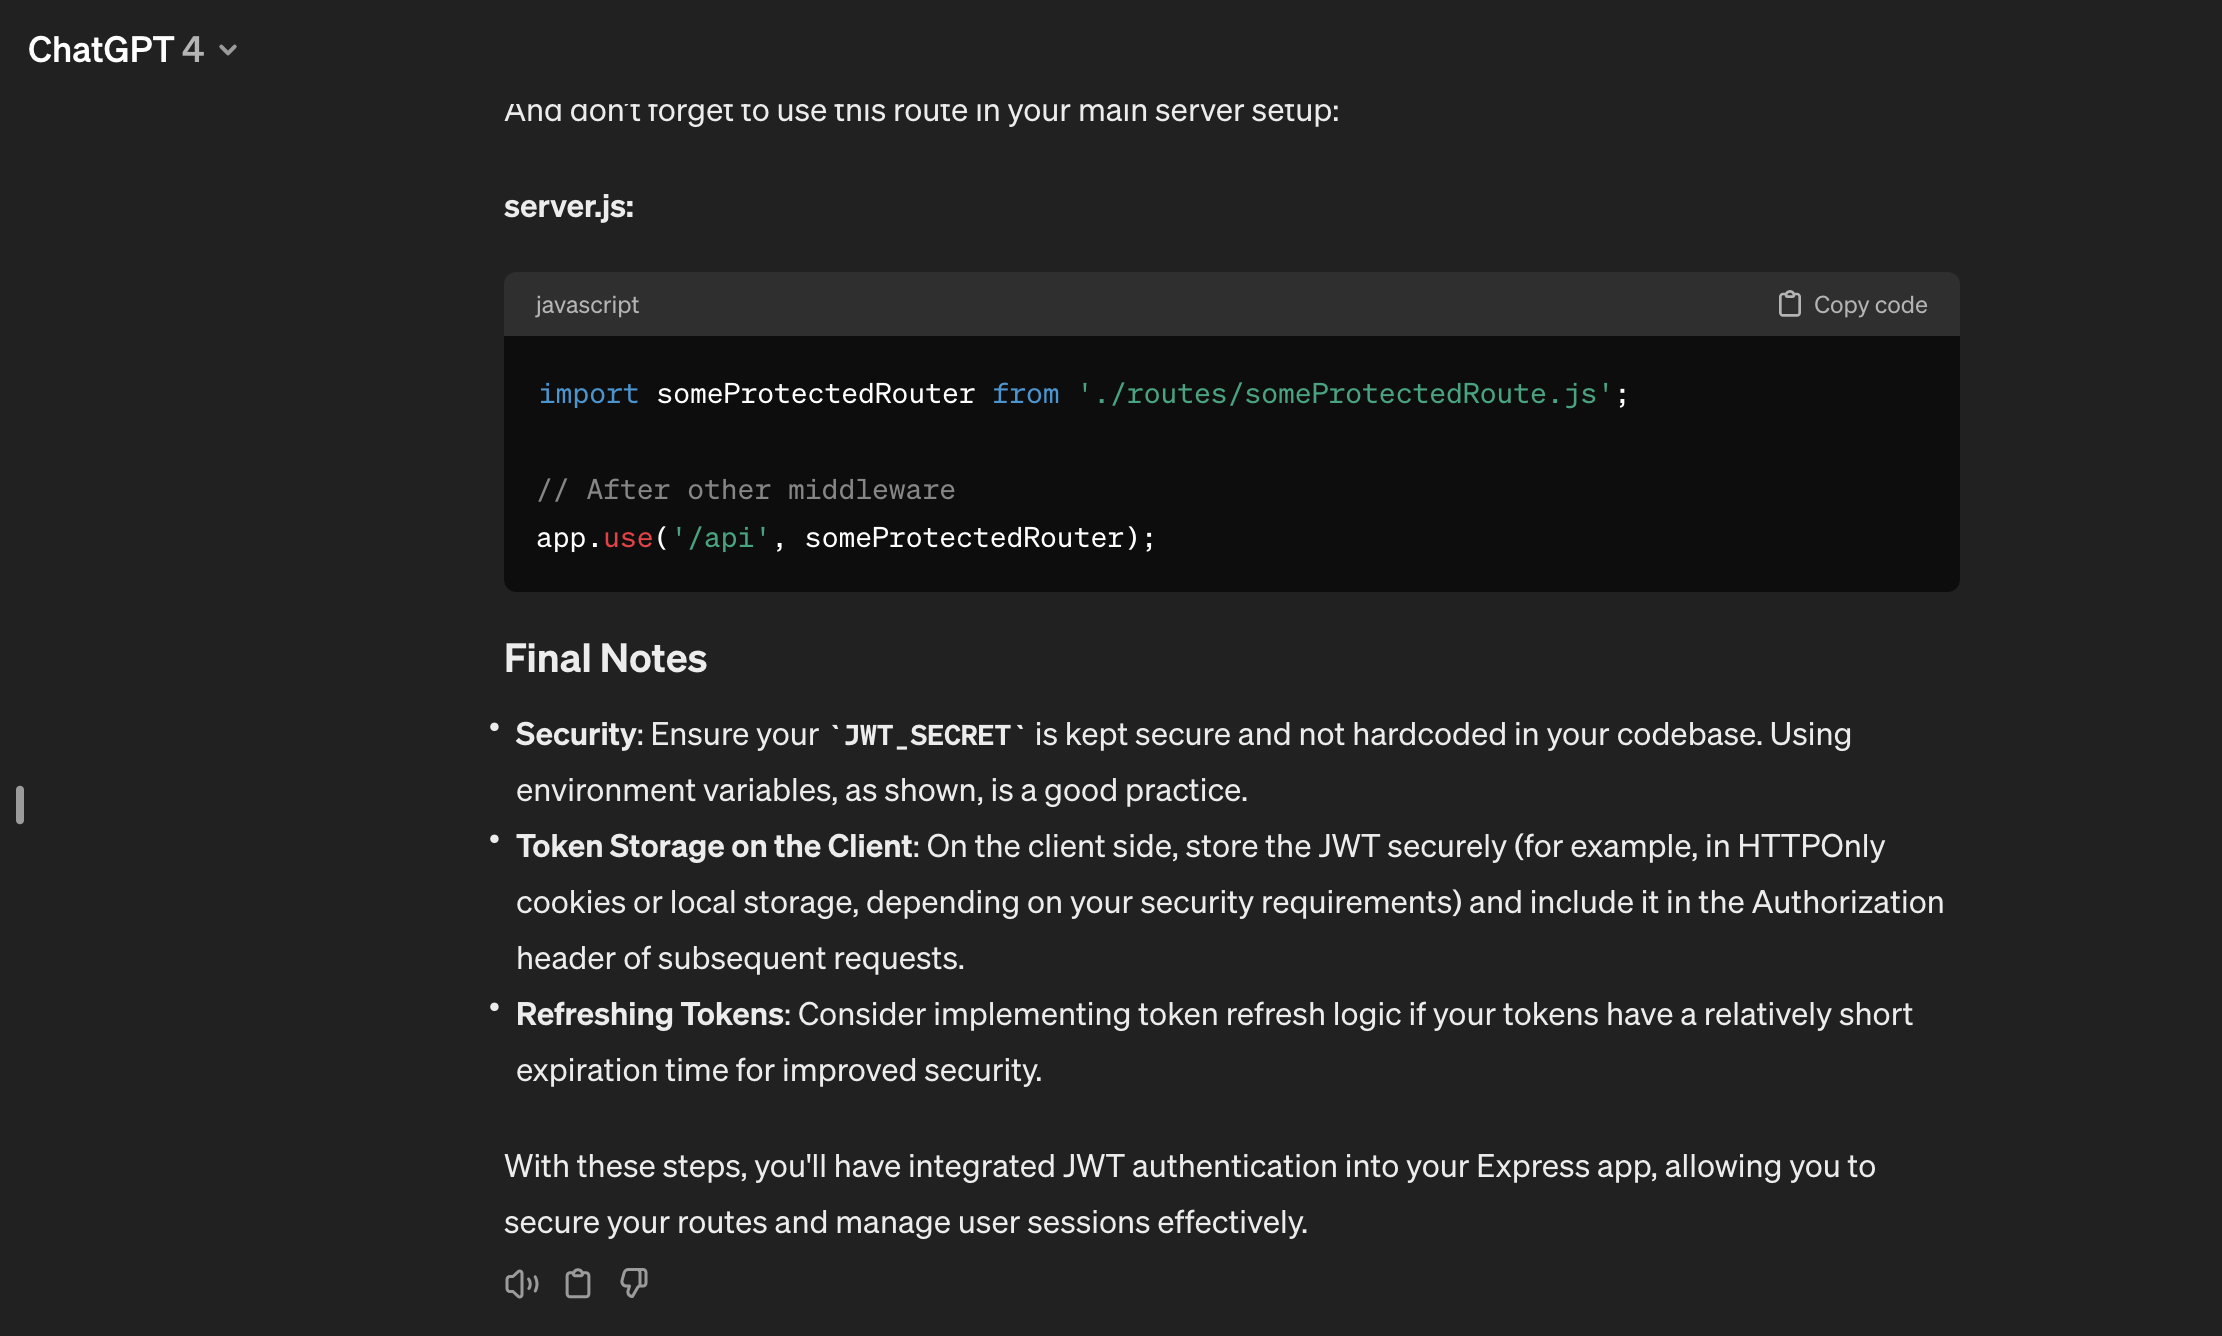 ChatGPT 4
And don't forget to use this route in your main server setup:
server.js:
javascript
Copy code
import someProtectedRouter from './routes/someProtectedRoute.js';
// After other middleware
app.use('/api', someProtectedRouter);
Final Notes
• Security: Ensure your `JWT_SECRET` is kept secure and not hardcoded in your codebase. Using
environment variables, as shown, is a good practice.
• Token Storage on the Client: On the client side, store the JWT securely (for example, in HTTPOnly
cookies or local storage, depending on your security requirements) and include it in the Authorization
header of subsequent requests.
• Refreshing Tokens: Consider implementing token refresh logic if your tokens have a relatively short
expiration time for improved security.
With these steps, you'll have integrated JWT authentication into your Express app, allowing you to
secure your routes and manage user sessions effectively.